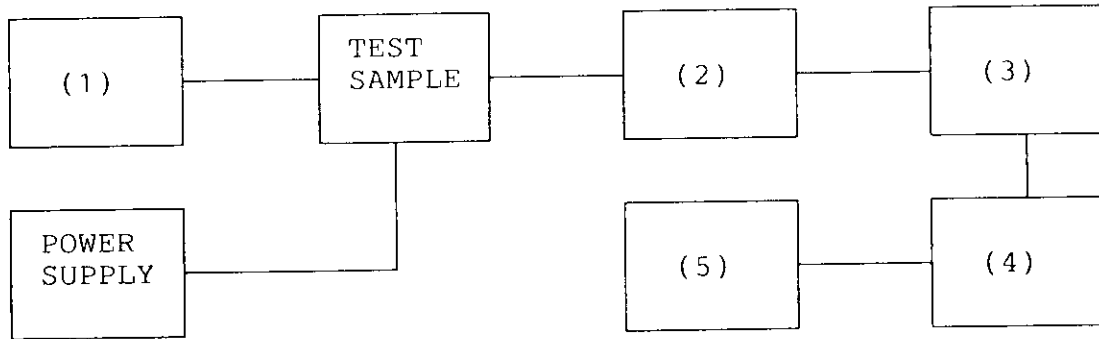 (1)
TEST
SAMPLE
(2)
(3)
POWER
SUPPLY
(5)
(4)